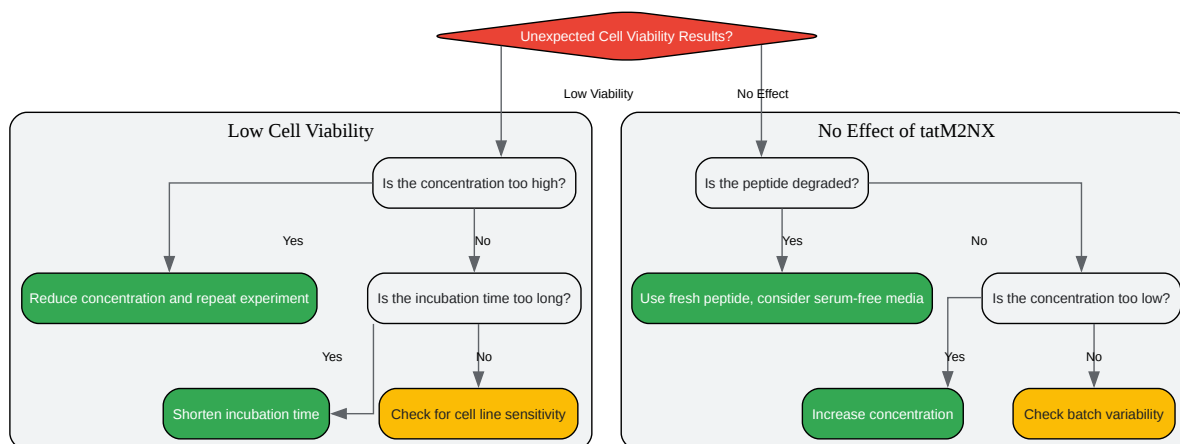 Unexpected Cell Viability Results?
Low Viability
No Effect
Low Cell Viability
Is the concentration too high?
Yes
No
Reduce concentration and repeat experiment
Is the incubation time too long?
Yes
No
Shorten incubation time
Check for cell line sensitivity
No Effect of tatM2NX
Is the peptide degraded?
Yes
No
Use fresh peptide, consider serum-free media
Is the concentration too low?
Yes
No
Increase concentration
Check batch variability